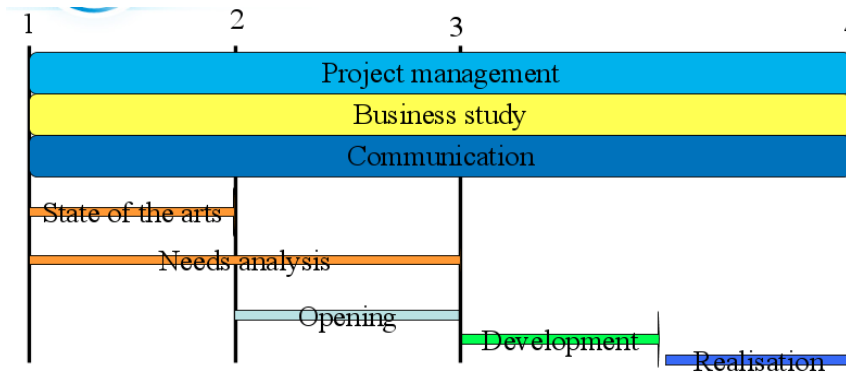 1 2 3
Project management
Business study
Communication
State of the arts
Needs analysis
Opening
Development
Realisation